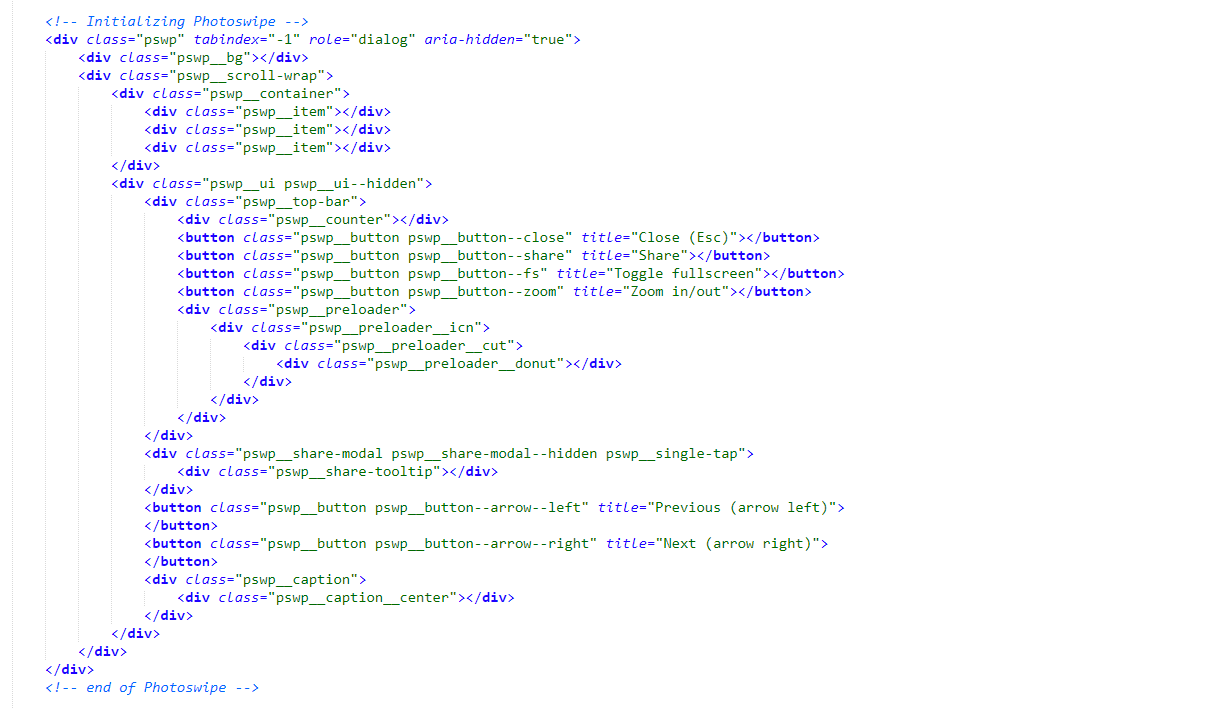 <!-- Initializing Photoswipe -->
<div class="pswp" tabindex="-1" role="dialog" aria-hidden="true">
<div class="pswp__bg"></div>
<div class="pswp__scroll-wrap">
<div class="pswp__container">
<div class="pswp__item"></div>
<div class="pswp__item"></div>
<div class="pswp__item"></div>
</div>
<div class="pswp__ui pswp__ui--hidden">
<div class="pswp__top-bar">
<div class="pswp__counter"></div>
<button class="pswp__button pswp__button--close" title="Close (Esc)"></button>
<button class="pswp__button pswp__button--share" title="Share"></button>
<button class="pswp__button pswp__button--fs" title="Toggle fullscreen"></button>
<button class="pswp__button pswp__button--zoom" title="Zoom in/out"></button>
<div class="pswp__preloader">
<div class="pswp__preloader__icn">
<div class="pswp__preloader__cut">
<div class="pswp__preloader__donut"></div>
</div>
</div>
</div>
</div>
<div class="pswp__share-modal pswp__share-modal--hidden pswp__single-tap">
<div class="pswp__share-tooltip"></div>
</div>
<button class="pswp__button pswp__button--arrow--left" title="Previous (arrow left)">
</button>
<button class="pswp__button pswp__button--arrow--right" title="Next (arrow right)">
</button>
<div class="pswp__caption">
<div class="pswp__caption__center"></div>
</div>
</div>
</div>
</div>
<!-- end of Photoswipe -->